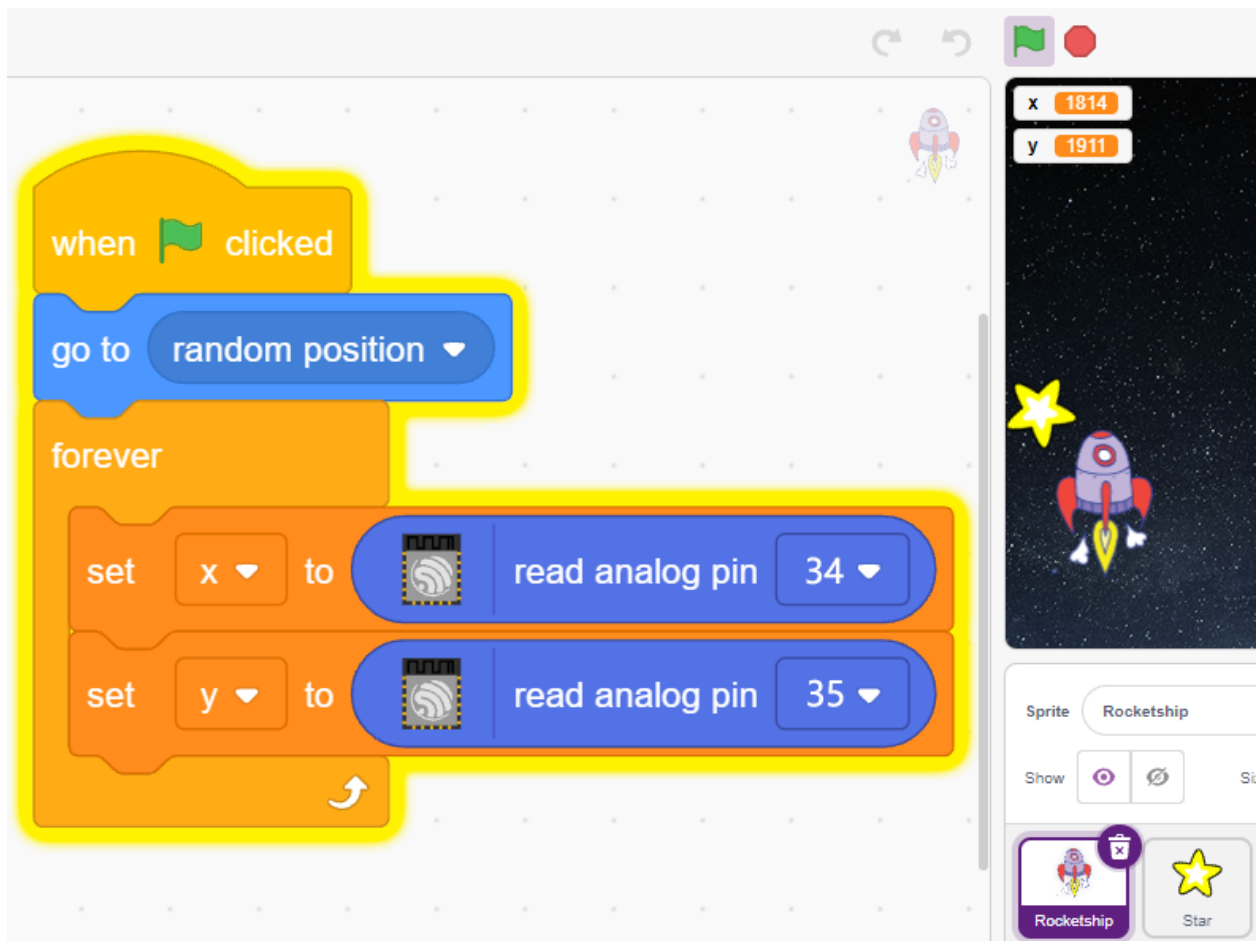 when clicked
go to random position
forever
set x to read analog pin 34
set y to read analog pin 35
x 1814
y 1911
Sprite Rocketship
Show
Rocketship
Star